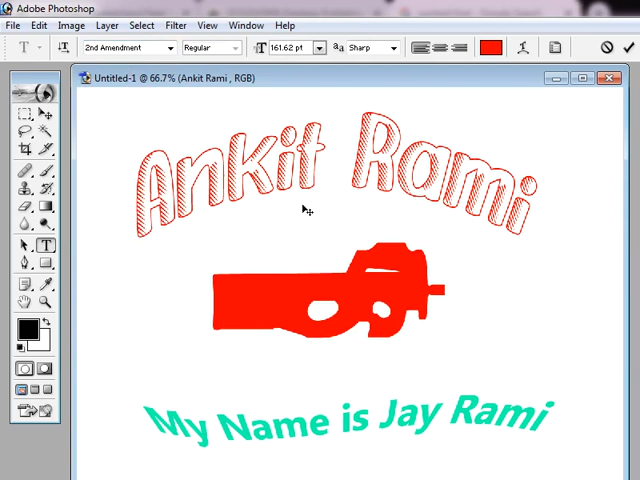 Adobe Photoshop
File Edit Image Layer Select Filter View Window Help
T T 2nd Amendment Regular T 161.62 pt aa Sharp
Untitled-1 @ 66.7% (Ankit Rami , RGB)
Ankit Rami
My Name is Jay Rami